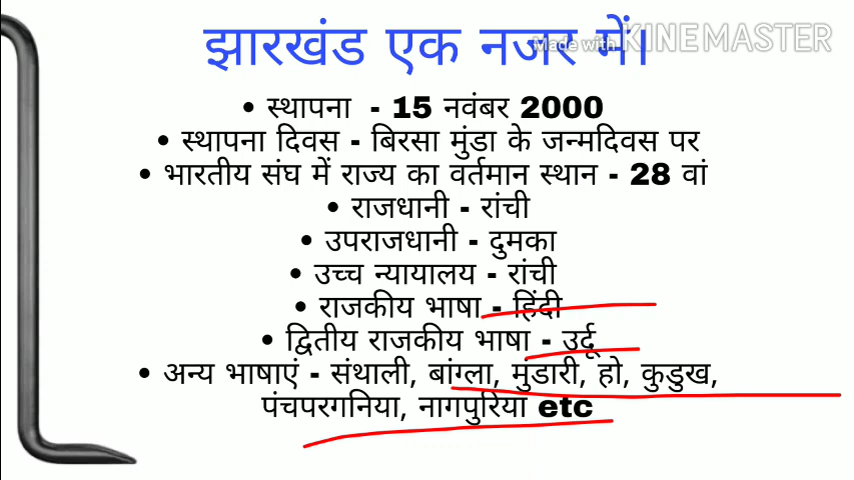 झारखंड एक नजर में।
Made with KINEMASTER
• स्थापना - 15 नवंबर 2000
• स्थापना दिवस - बिरसा मुंडा के जन्मदिवस पर
• भारतीय संघ में राज्य का वर्तमान स्थान - 28 वां
• राजधानी - रांची
• उपराजधानी - दुमका
• उच्च न्यायालय - रांची
• राजकीय भाषा - हिंदी
• द्वितीय राजकीय भाषा - उर्दू
• अन्य भाषाएं - संथाली, बांग्ला, मुंडारी, हो, कुडुख,
पंचपरगनिया, नागपुरिया etc